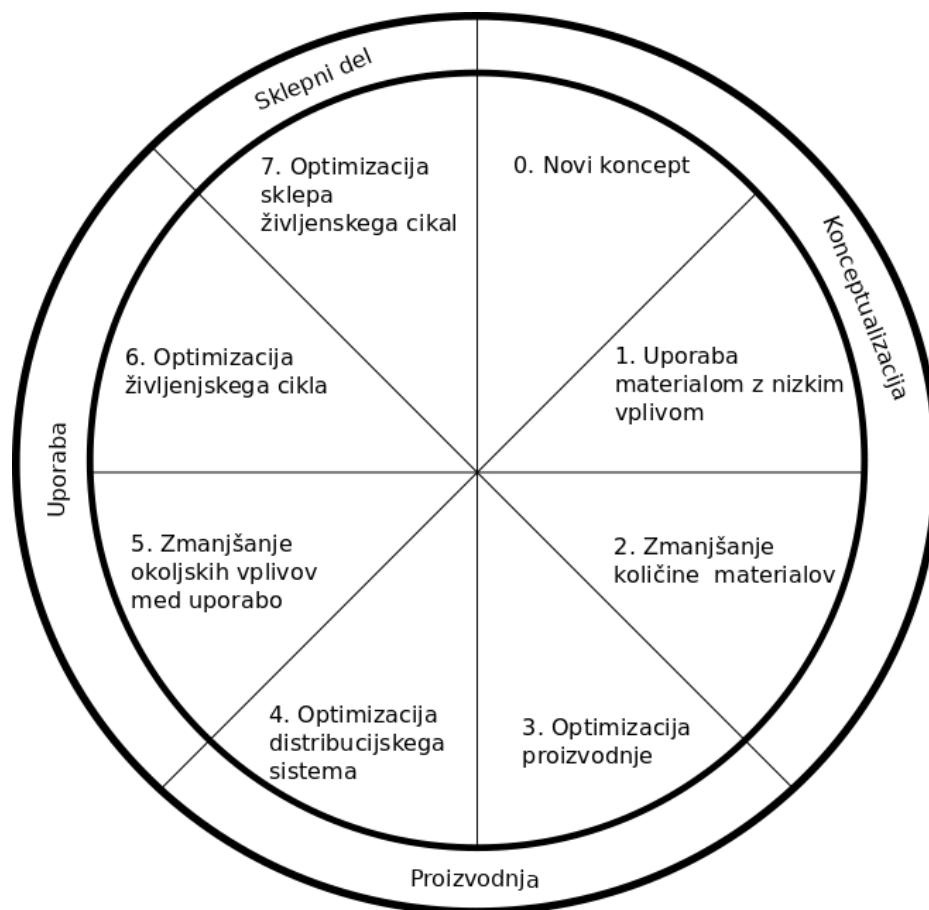 Sklepni del
Konceptualizacija
Uporaba
Proizvodnja
0. Novi koncept
1. Uporaba
materialom z nizkim
vplivom
2. Zmanjšanje
količine  materialov
3. Optimizacija
proizvodnje
4. Optimizacija
distribucijskega
sistema
5. Zmanjšanje
okoljskih vplivov
med uporabo
6. Optimizacija
življenjskega cikla
7. Optimizacija
sklepa
življenskega cikal